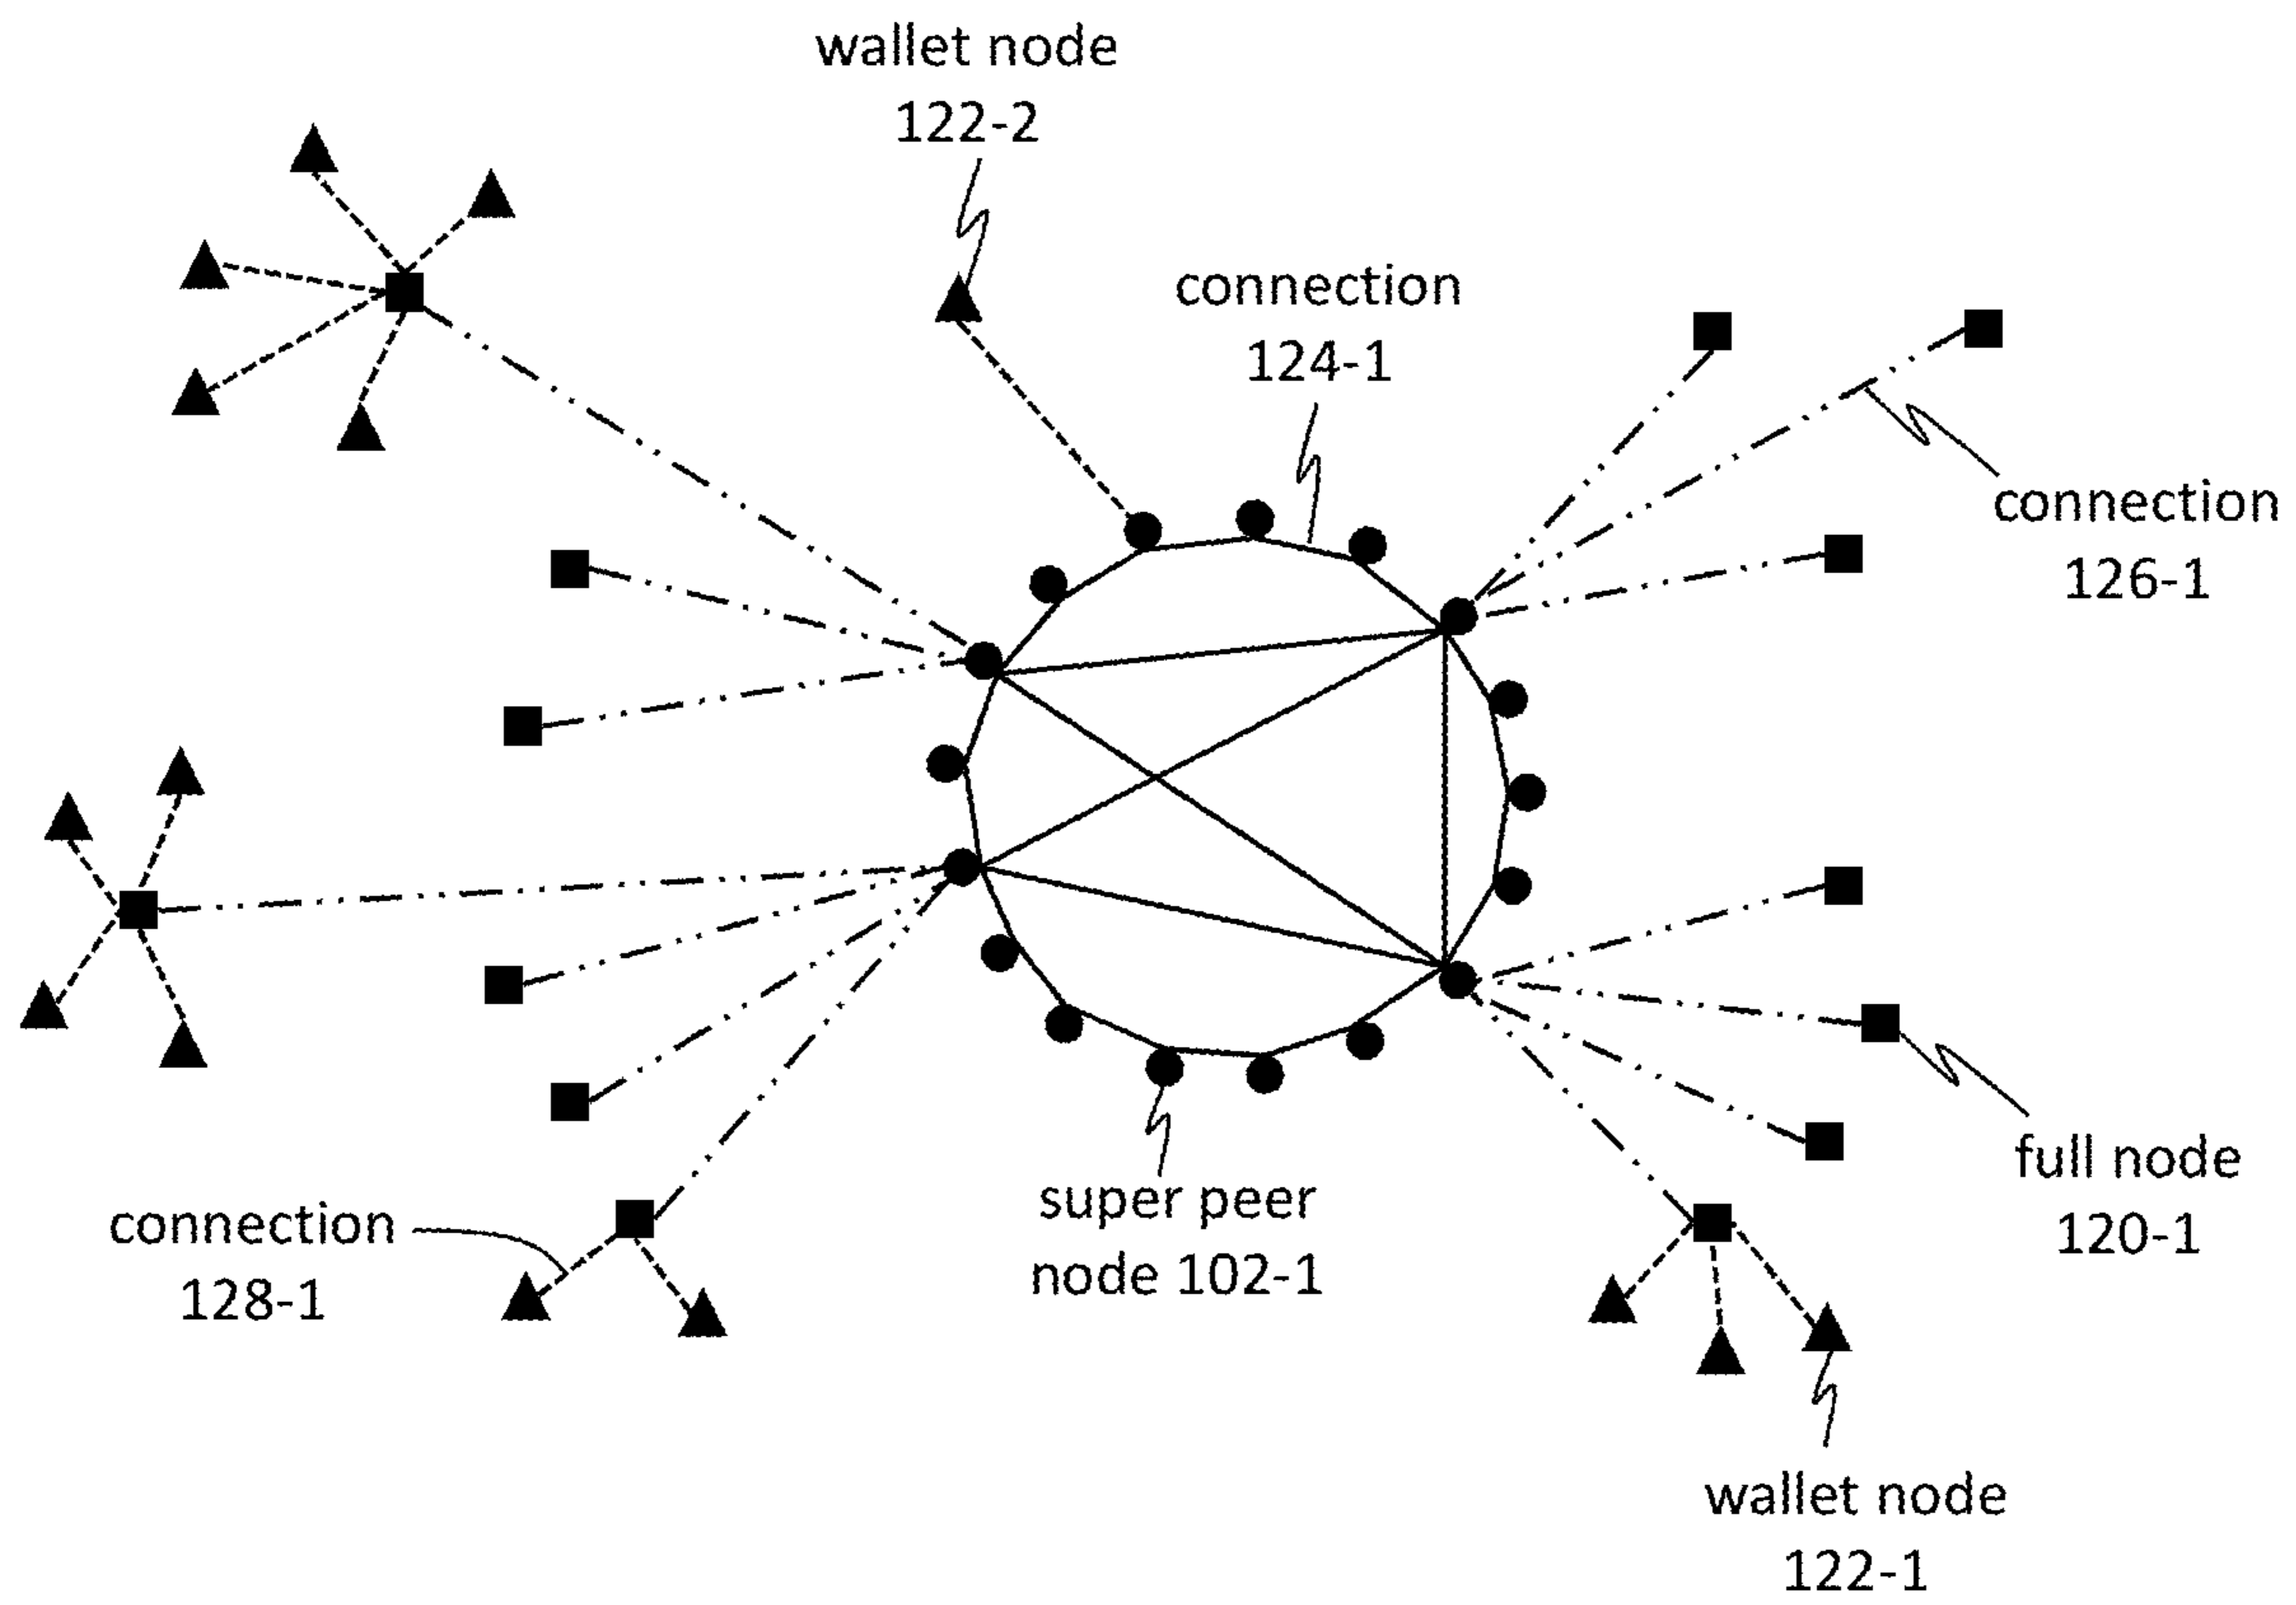 wallet node
122-2
connection
124-1
connection
126-1
full node
120-1
super peer
node 102-1
connection
128-1
wallet node
122-1